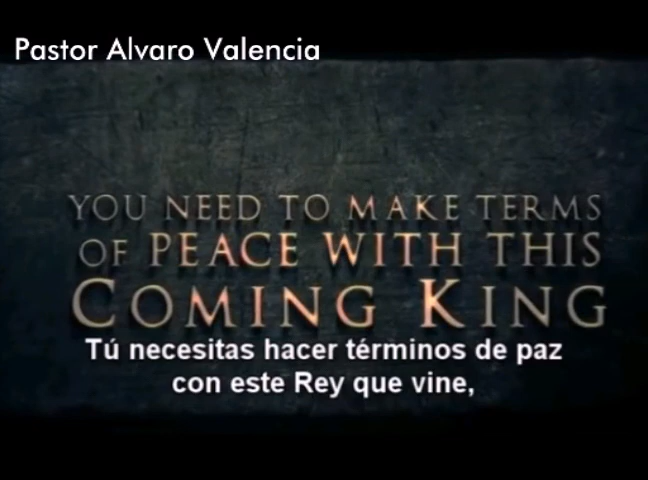 Pastor Alvaro Valencia
YOU NEED TO MAKE TERMS
OF PEACE WITH THIS
COMING KING
Tú necesitas hacer términos de paz
con este Rey que vine,